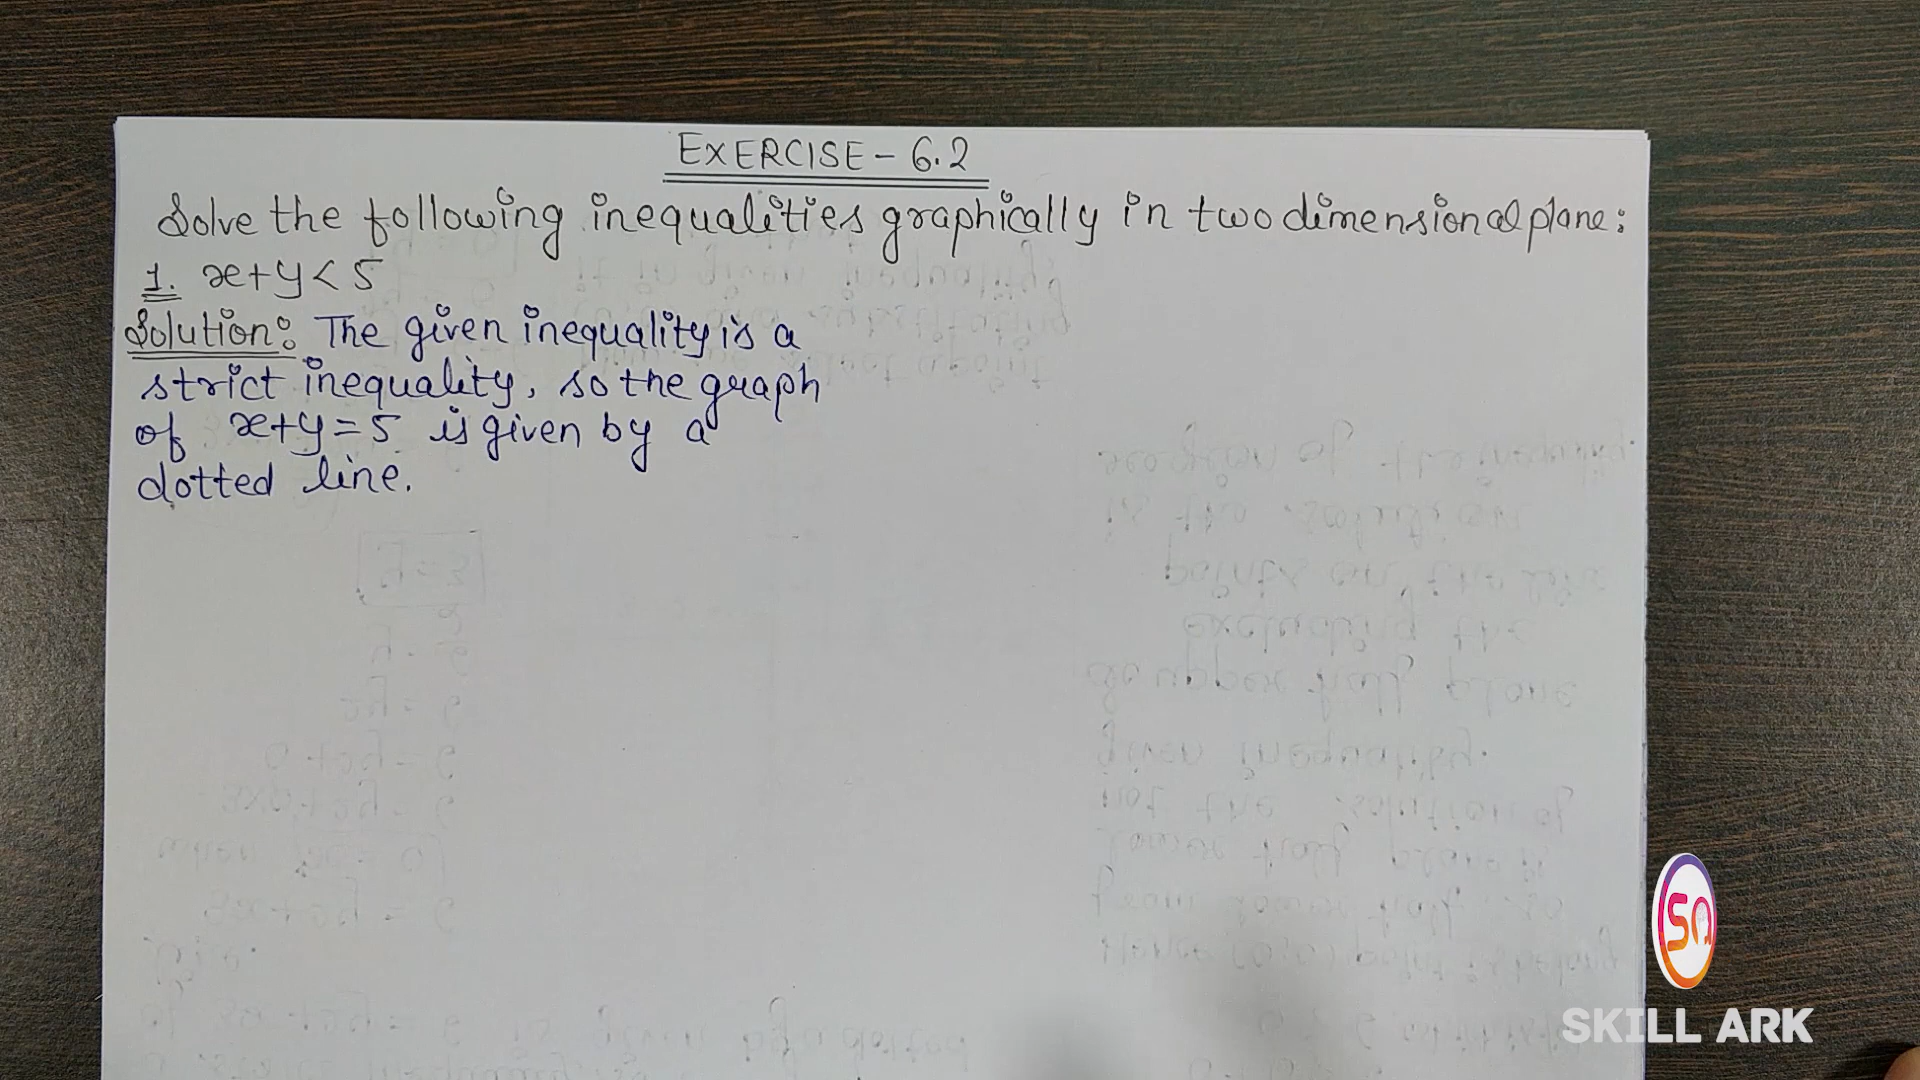 EXERCISE - 6.2
Solve the following inequalities graphically in two dimensional plane:
1. x+y<5
Solution: The given inequality is a
strict inequality, so the graph
of x+y=5 is given by a
dotted line.
SKILL ARK